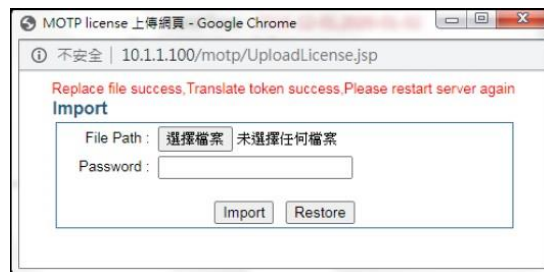 MOTP license 上傳網頁 - Google Chrome
不安全 | 10.1.1.100/motp/UploadLicense.jsp
Replace file success,Translate token success,Please restart server again
Import
File Path : 選擇檔案 未選擇任何檔案
Password :
Import Restore